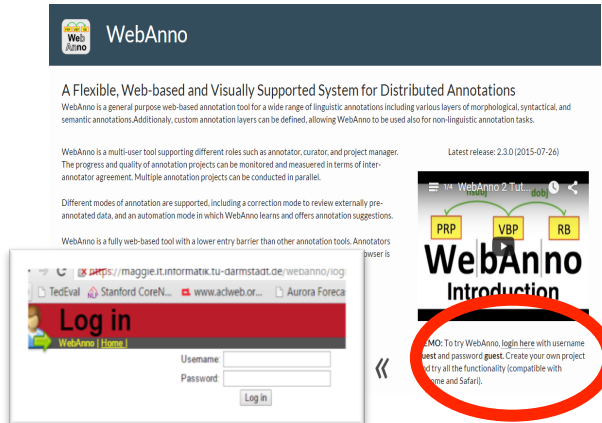 Web
Anno
WebAnno
A Flexible, Web-based and Visually Supported System for Distributed Annotations
WebAnno is a general purpose web-based annotation tool for a wide range of linguistic annotations including various layers of morphological, syntactical, and
semantic annotations.Additionaly, custom annotation layers can be defined, allowing WebAnno to be used also for non-linguistic annotation tasks.
WebAnno is a multi-user tool supporting different roles such as annotator, curator, and project manager.
The progress and quality of annotation projects can be monitored and measuered in terms of inter-
annotator agreement. Multiple annotation projects can be conducted in parallel.
Different modes of annotation are supported, including a correction mode to review externally pre-
annotated data, and an automation mode in which WebAnno learns and offers annotation suggestions.
WebAnno is a fully web-based tool with a lower entry barrier than other annotation tools. Annotators
owser is
Latest release: 2.3.0 (2015-07-26)
1/4 WebAnno 2 Tut...
dobj
PRP VBP RB
WebAnno
Introduction
EMO: To try WebAnno, login here with username
uest and password guest. Create your own project
nd try all the functionality (compatible with
ome and Safari).
https://maggie.lt.informatik.tu-darmstadt.de/webanno/log
TedEval Stanford CoreN... www.aclweb.or... Aurora Foreca
Log in
WebAnno | Home |
Username:
Password:
Log in
«